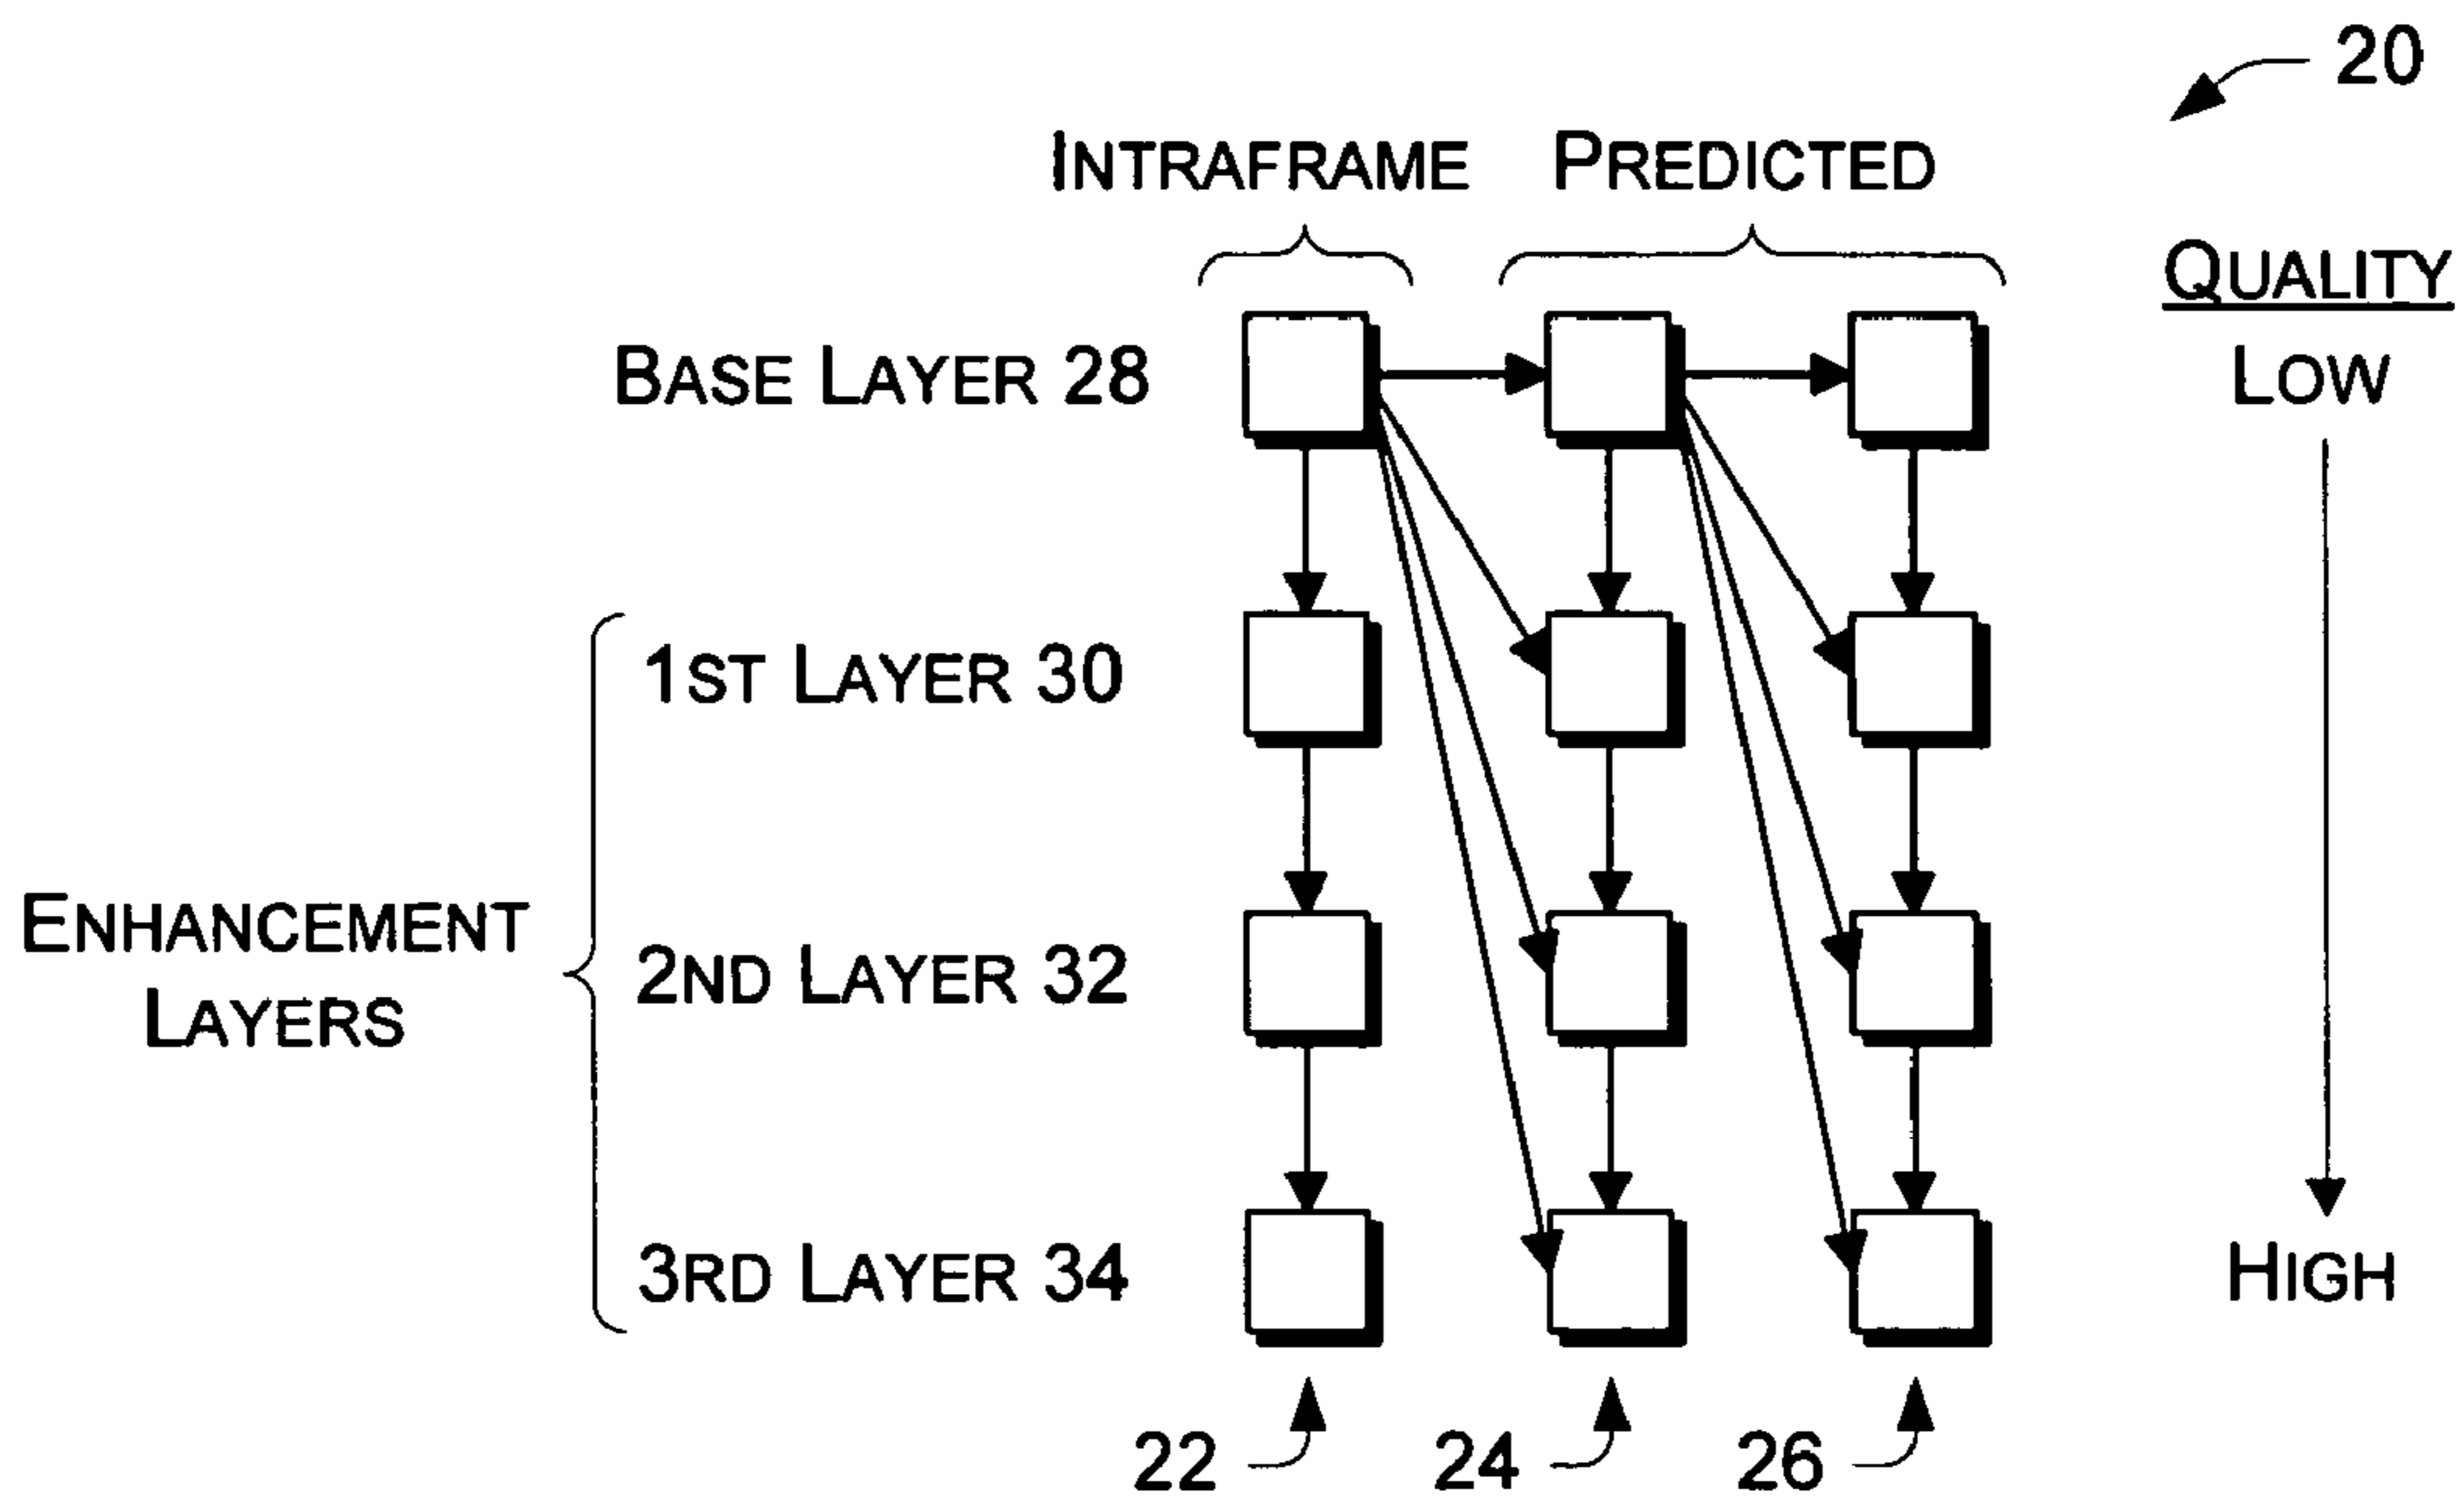 20
INTRAFRAME PREDICTED
QUALITY
BASE LAYER 28
LOW
1ST LAYER 30
ENHANCEMENT
LAYERS
2ND LAYER 32
3RD LAYER 34
HIGH
22 24 26